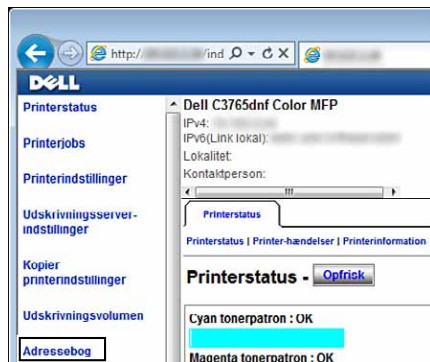 http:// /ind
DELL
Printerstatus
Printerjobs
Printerindstillinger
Udskrivningsserver-
indstillinger
Kopier
printerindstillinger
Udskrivningsvolumen
Adressebog
Dell C3765dnf Color MFP
IPv4:
IPv6(Link lokal):
Lokalitet:
Kontaktperson:
Printerstatus
Printerstatus | Printer-hændelser | Printerinformation
Printerstatus - Opfrisk
Cyan tonerpatron : OK
Magenta tonerpatron : OK